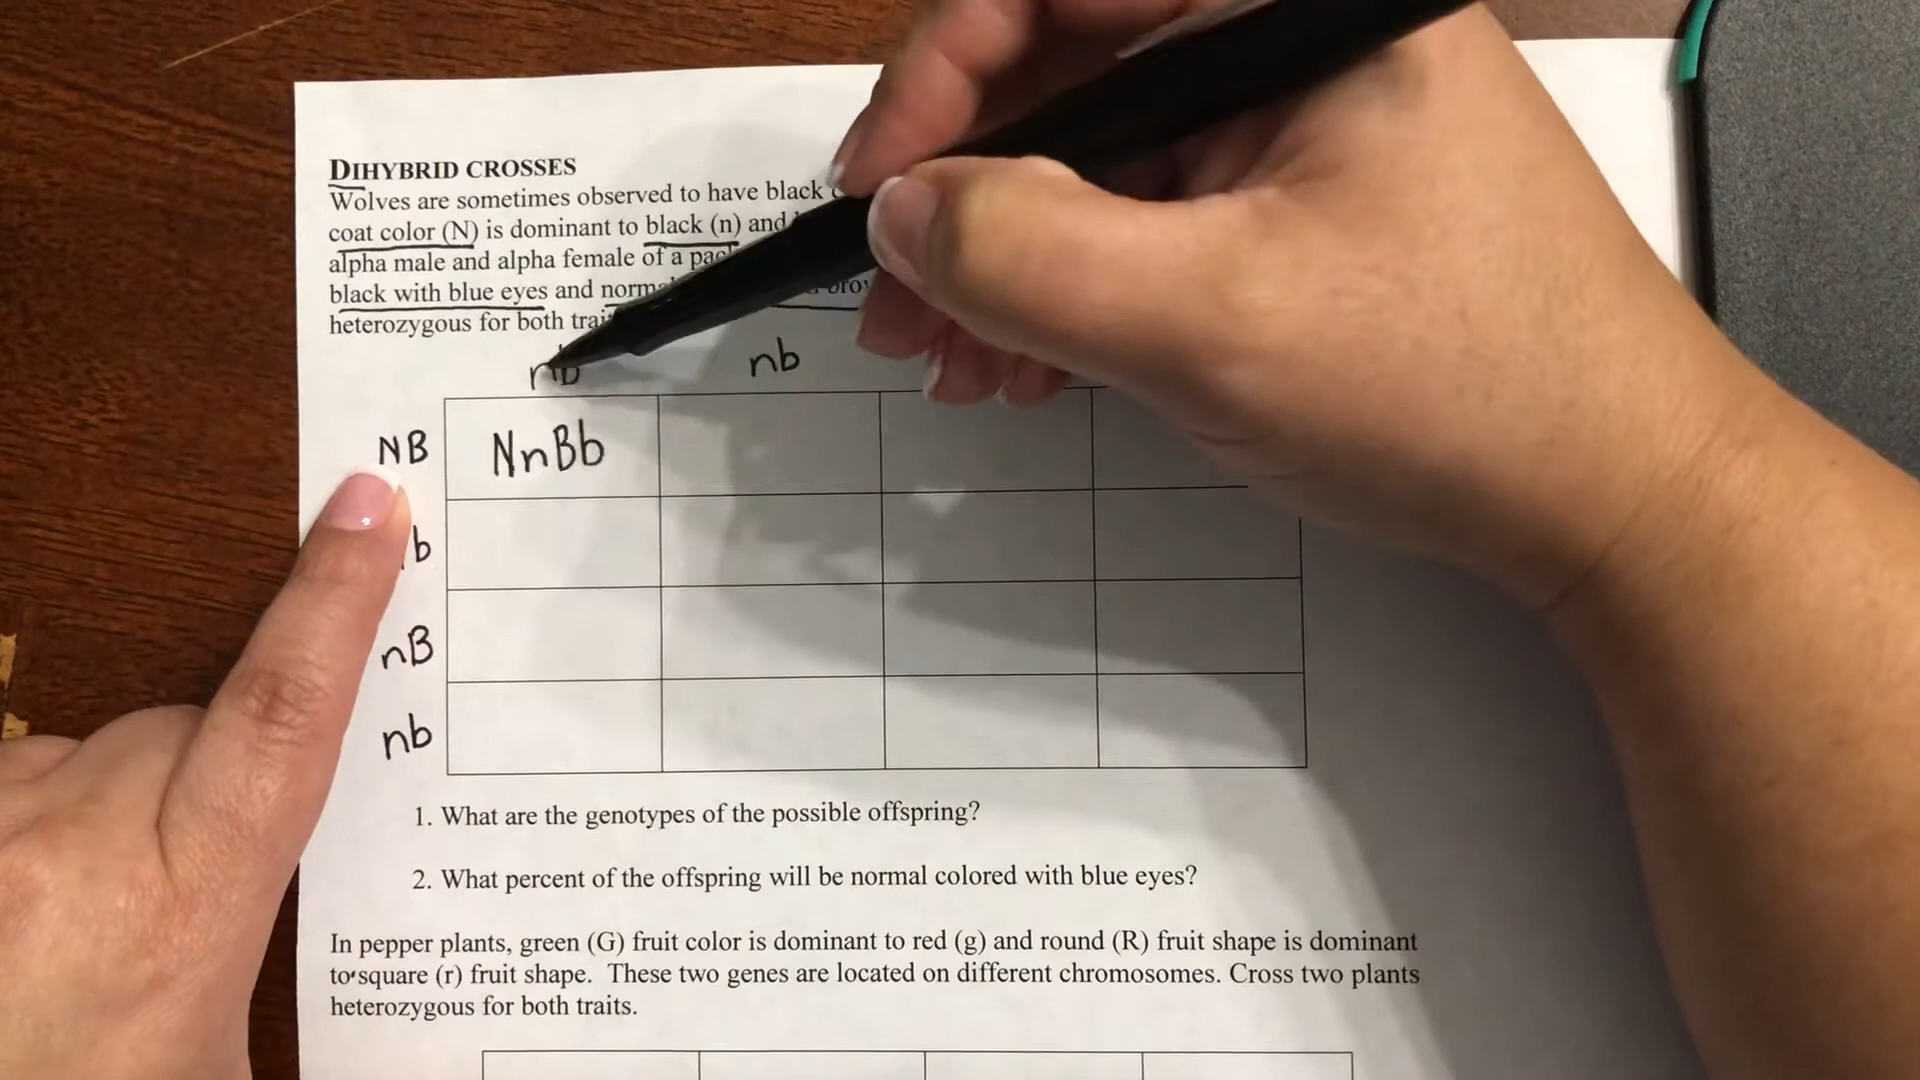 DIHYBRID CROSSES
Wolves are sometimes observed to have black
coat color (N) is dominant to black (n) and
alpha male and alpha female of a pack
black with blue eyes and
heterozygous for both
nb nb
NB NnBb
b
nB
nb
1. What are the genotypes of the possible offspring?
2. What percent of the offspring will be normal colored with blue eyes?
In pepper plants, green (G) fruit color is dominant to red (g) and round (R) fruit shape is dominant
to square (r) fruit shape. These two genes are located on different chromosomes. Cross two plants
heterozygous for both traits.